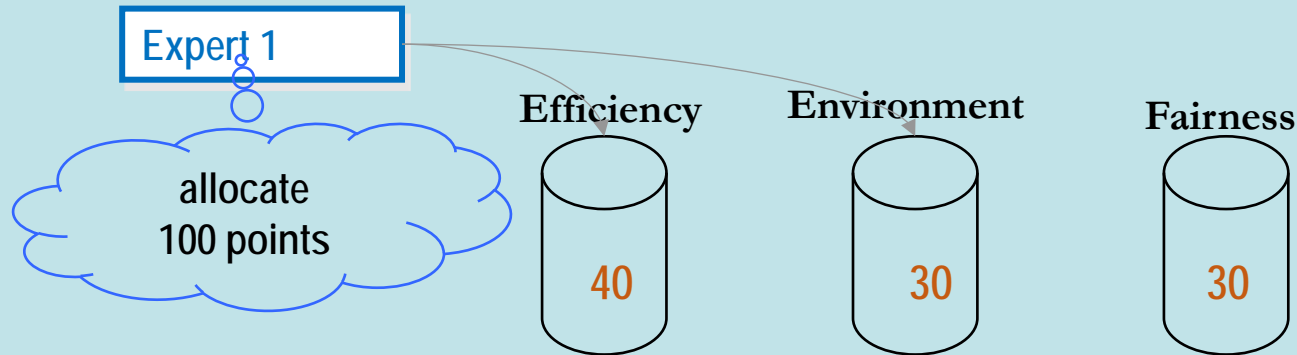 Expert 1
Efficiency
Environment
Fairness
allocate
100 points
40
30
30